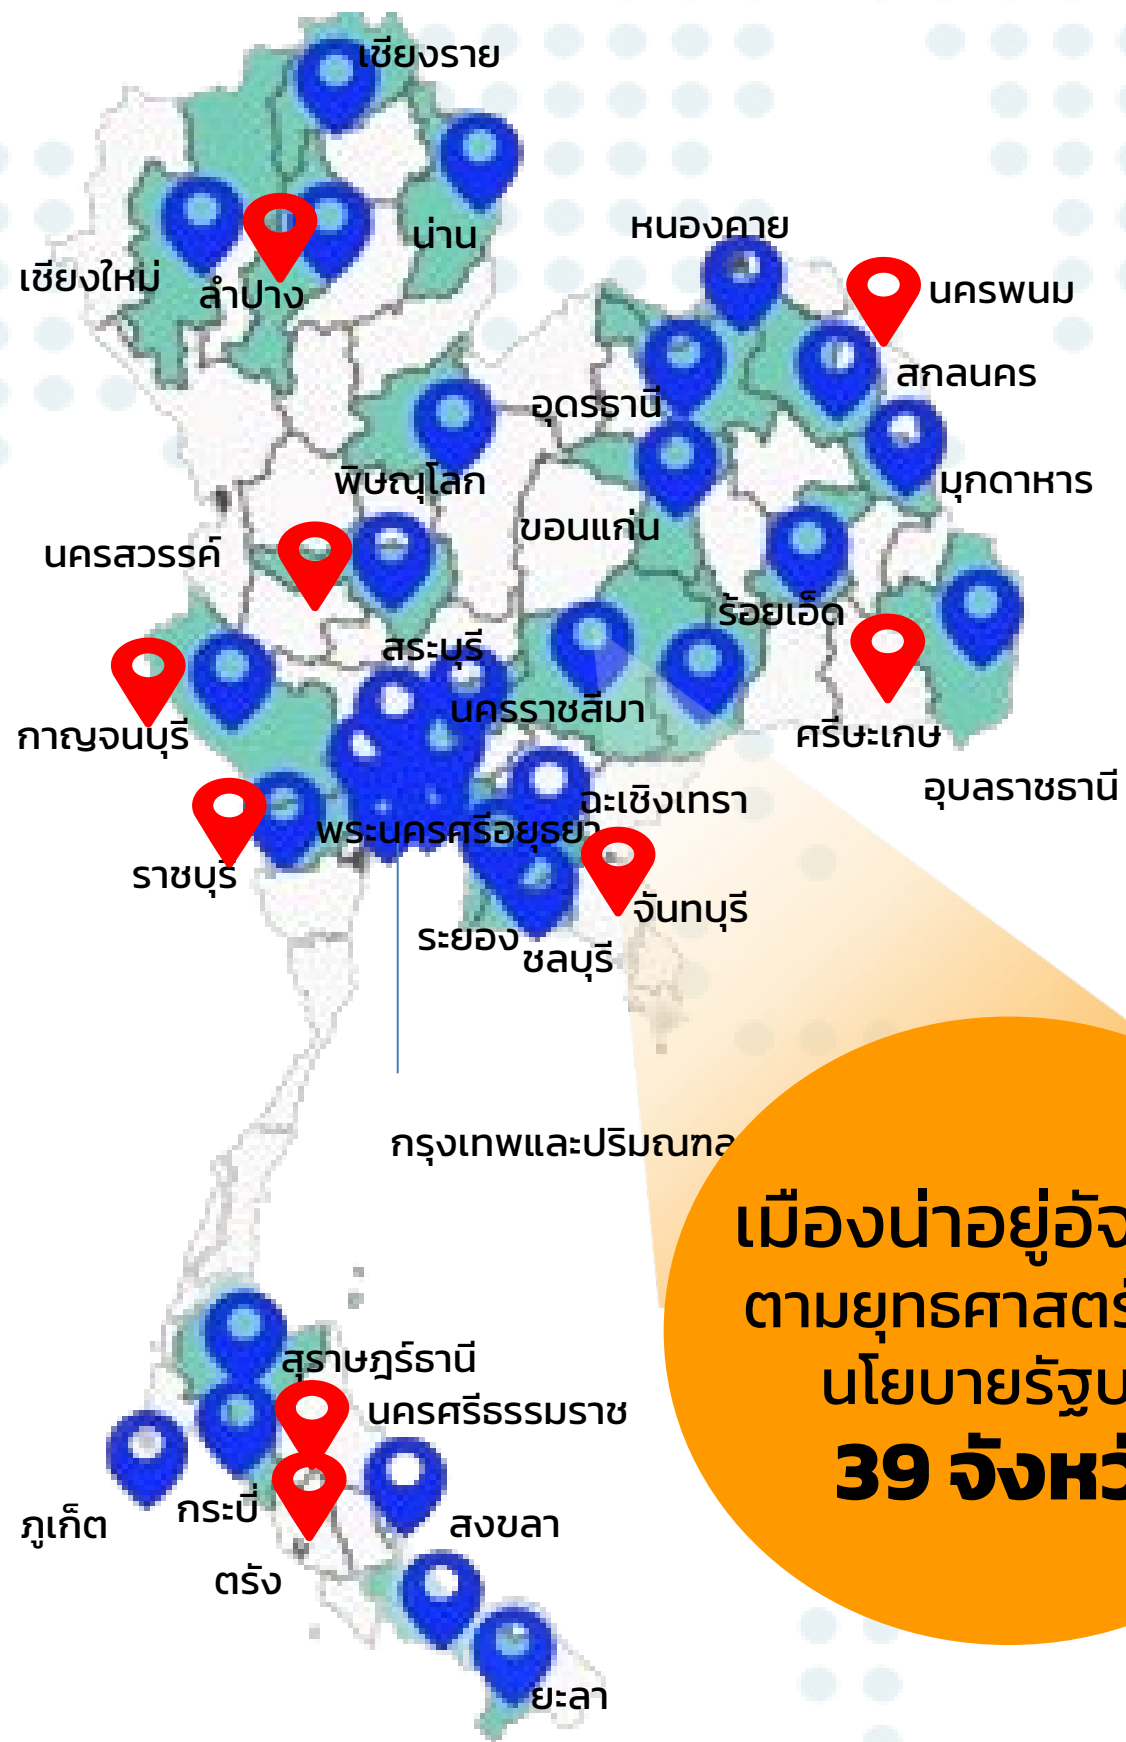 เชียงราย
น่าน
หนองคาย
เชียงใหม่
ลำปาง
นครพนม
สกลนคร
อุดรธานี
พิษณุโลก
มุกดาหาร
ขอนแก่น
นครสวรรค์
ร้อยเอ็ด
สระบุรี
นครราชสีมา
กาญจนบุรี
ศรีษะเกษ
อุบลราชธานี
ฉะเชิงเทรา
พระนครศรีอยุธยา
ราชบุรี
จันทบุรี
ระยอง
ชลบุรี
กรุงเทพและปริมณฑล
เมืองน่าอยู่อัจ
ตามยุทธศาสตร์
นโยบายรัฐบ
39 จังหวั
สุราษฎร์ธานี
นครศรีธรรมราช
กระบี่
ภูเก็ต
สงขลา
ตรัง
ยะลา